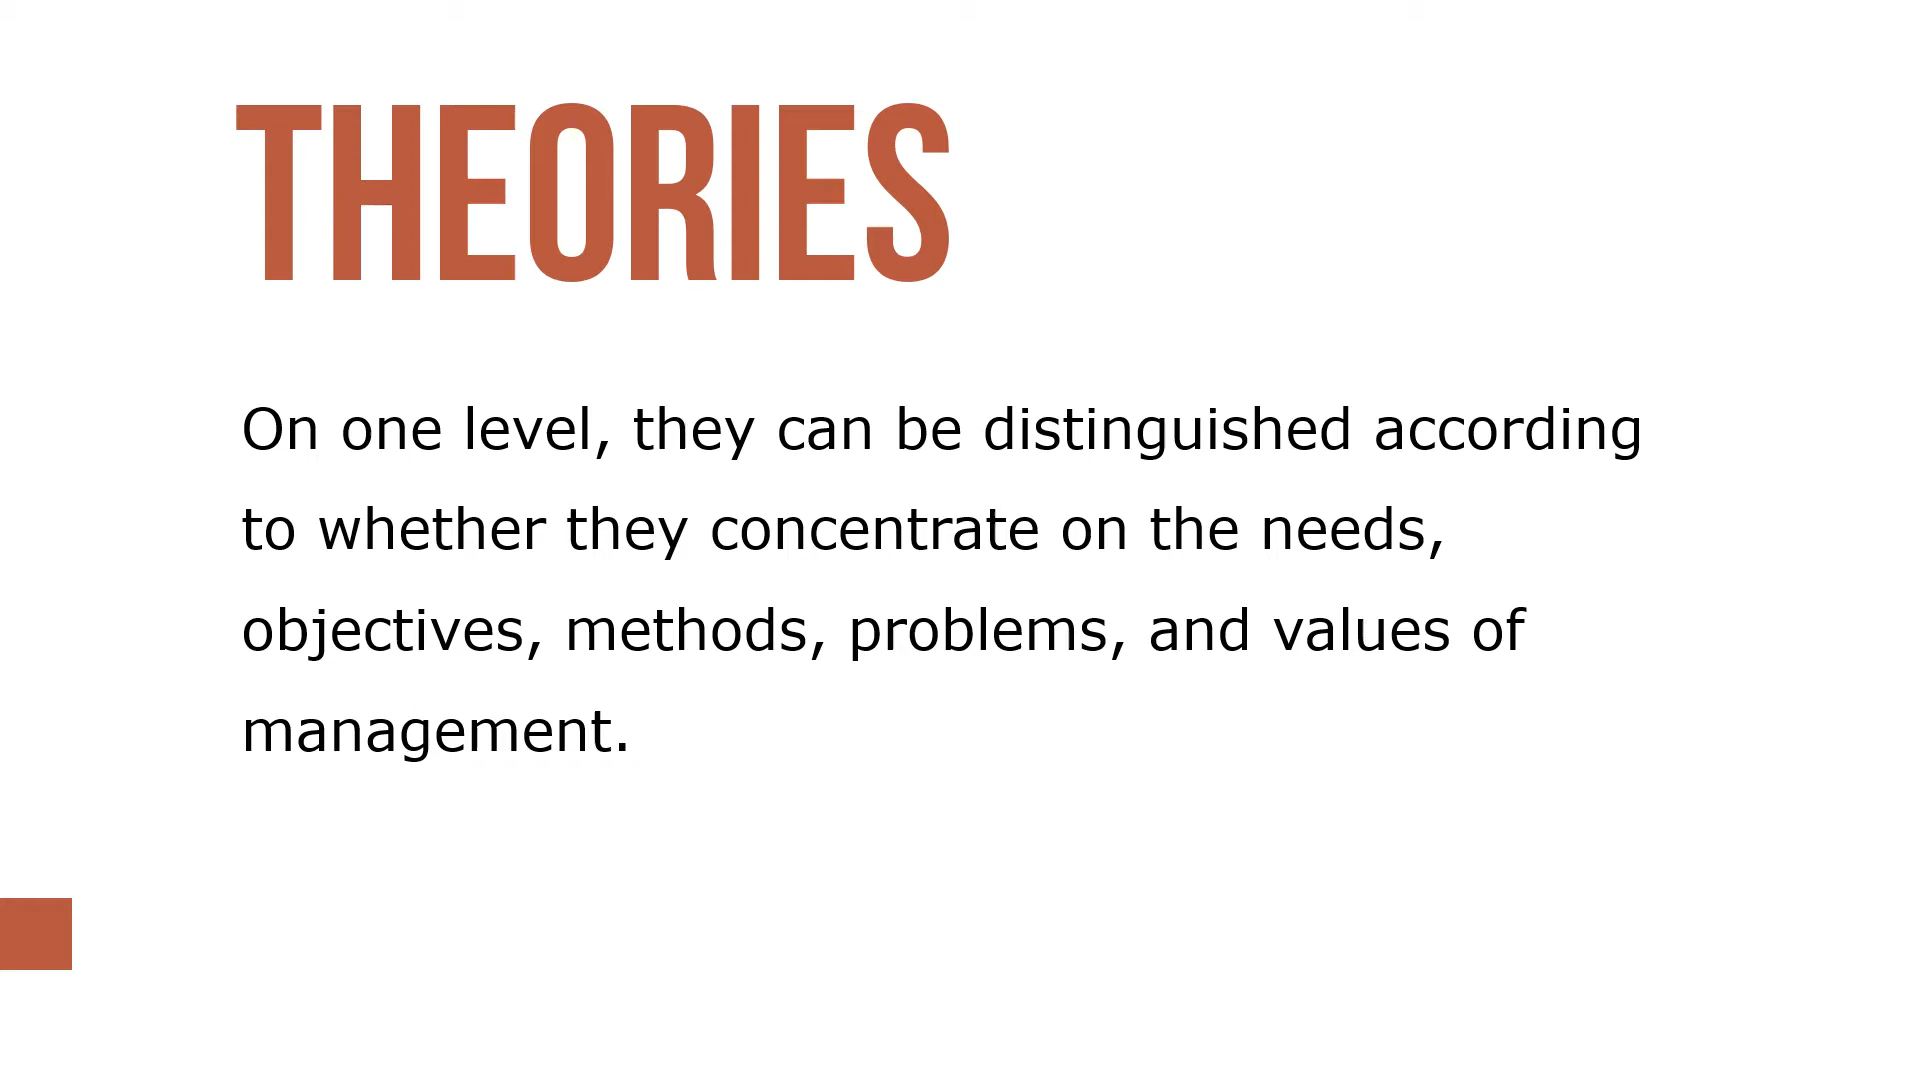 THEORIES
On one level, they can be distinguished according
to whether they concentrate on the needs,
objectives, methods, problems, and values of
management.